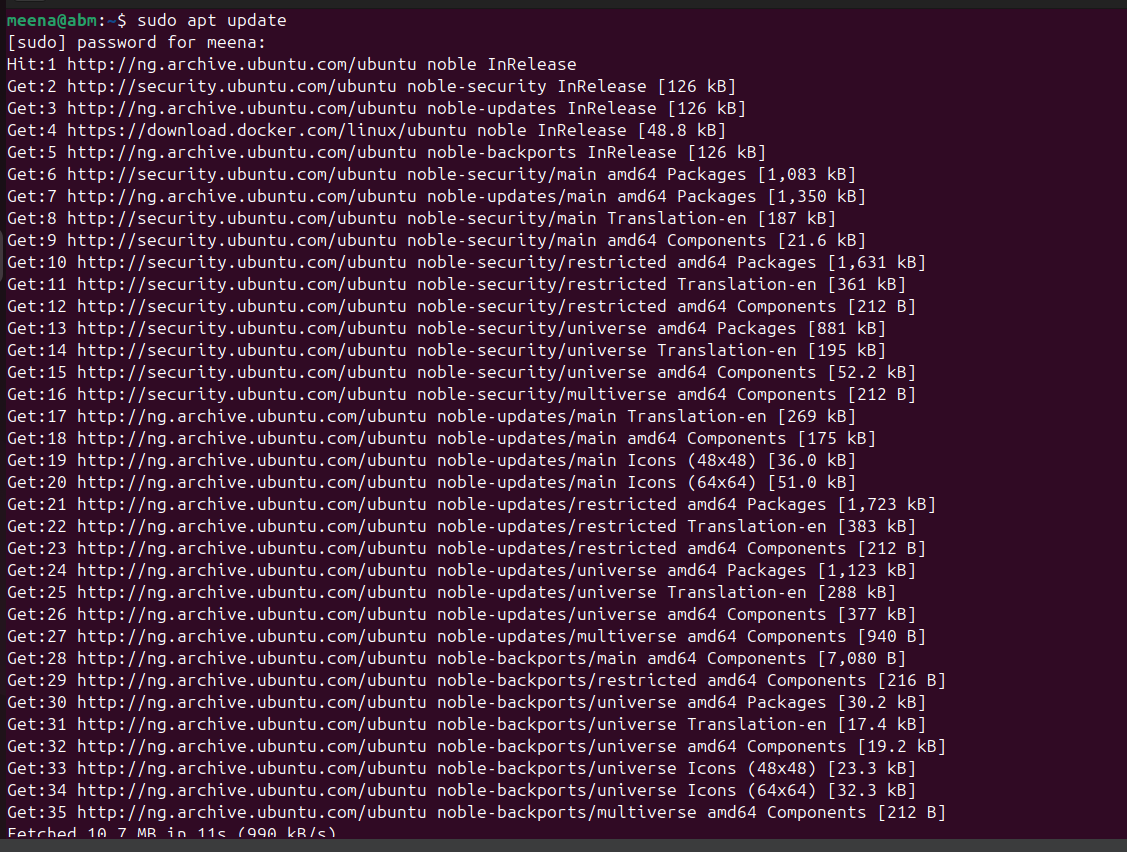 meena@abm:~$ sudo apt update
[sudo] password for meena:
Hit:1 http://ng.archive.ubuntu.com/ubuntu noble InRelease
Get:2 http://security.ubuntu.com/ubuntu noble-security InRelease [126 kB]
Get:3 http://ng.archive.ubuntu.com/ubuntu noble-updates InRelease [126 kB]
Get:4 https://download.docker.com/linux/ubuntu noble InRelease [48.8 kB]
Get:5 http://ng.archive.ubuntu.com/ubuntu noble-backports InRelease [126 kB]
Get:6 http://security.ubuntu.com/ubuntu noble-security/main amd64 Packages [1,083 kB]
Get:7 http://ng.archive.ubuntu.com/ubuntu noble-updates/main amd64 Packages [1,350 kB]
Get:8 http://security.ubuntu.com/ubuntu noble-security/main Translation-en [187 kB]
Get:9 http://security.ubuntu.com/ubuntu noble-security/main amd64 Components [21.6 kB]
Get:10 http://security.ubuntu.com/ubuntu noble-security/restricted amd64 Packages [1,631 kB]
Get:11 http://security.ubuntu.com/ubuntu noble-security/restricted Translation-en [361 kB]
Get:12 http://security.ubuntu.com/ubuntu noble-security/restricted amd64 Components [212 B]
Get:13 http://security.ubuntu.com/ubuntu noble-security/universe amd64 Packages [881 kB]
Get:14 http://security.ubuntu.com/ubuntu noble-security/universe Translation-en [195 kB]
Get:15 http://security.ubuntu.com/ubuntu noble-security/universe amd64 Components [52.2 kB]
Get:16 http://security.ubuntu.com/ubuntu noble-security/multiverse amd64 Components [212 B]
Get:17 http://ng.archive.ubuntu.com/ubuntu noble-updates/main Translation-en [269 kB]
Get:18 http://ng.archive.ubuntu.com/ubuntu noble-updates/main amd64 Components [175 kB]
Get:19 http://ng.archive.ubuntu.com/ubuntu noble-updates/main Icons (48x48) [36.0 kB]
Get:20 http://ng.archive.ubuntu.com/ubuntu noble-updates/main Icons (64x64) [51.0 kB]
Get:21 http://ng.archive.ubuntu.com/ubuntu noble-updates/restricted amd64 Packages [1,723 kB]
Get:22 http://ng.archive.ubuntu.com/ubuntu noble-updates/restricted Translation-en [383 kB]
Get:23 http://ng.archive.ubuntu.com/ubuntu noble-updates/restricted amd64 Components [212 B]
Get:24 http://ng.archive.ubuntu.com/ubuntu noble-updates/universe amd64 Packages [1,123 kB]
Get:25 http://ng.archive.ubuntu.com/ubuntu noble-updates/universe Translation-en [288 kB]
Get:26 http://ng.archive.ubuntu.com/ubuntu noble-updates/universe amd64 Components [377 kB]
Get:27 http://ng.archive.ubuntu.com/ubuntu noble-updates/multiverse amd64 Components [940 B]
Get:28 http://ng.archive.ubuntu.com/ubuntu noble-backports/main amd64 Components [7,080 B]
Get:29 http://ng.archive.ubuntu.com/ubuntu noble-backports/restricted amd64 Components [216 B]
Get:30 http://ng.archive.ubuntu.com/ubuntu noble-backports/universe amd64 Packages [30.2 kB]
Get:31 http://ng.archive.ubuntu.com/ubuntu noble-backports/universe Translation-en [17.4 kB]
Get:32 http://ng.archive.ubuntu.com/ubuntu noble-backports/universe amd64 Components [19.2 kB]
Get:33 http://ng.archive.ubuntu.com/ubuntu noble-backports/universe Icons (48x48) [23.3 kB]
Get:34 http://ng.archive.ubuntu.com/ubuntu noble-backports/universe Icons (64x64) [32.3 kB]
Get:35 http://ng.archive.ubuntu.com/ubuntu noble-backports/multiverse amd64 Components [212 B]
Fetched 10.7 MB in 11s (990 kB/s)